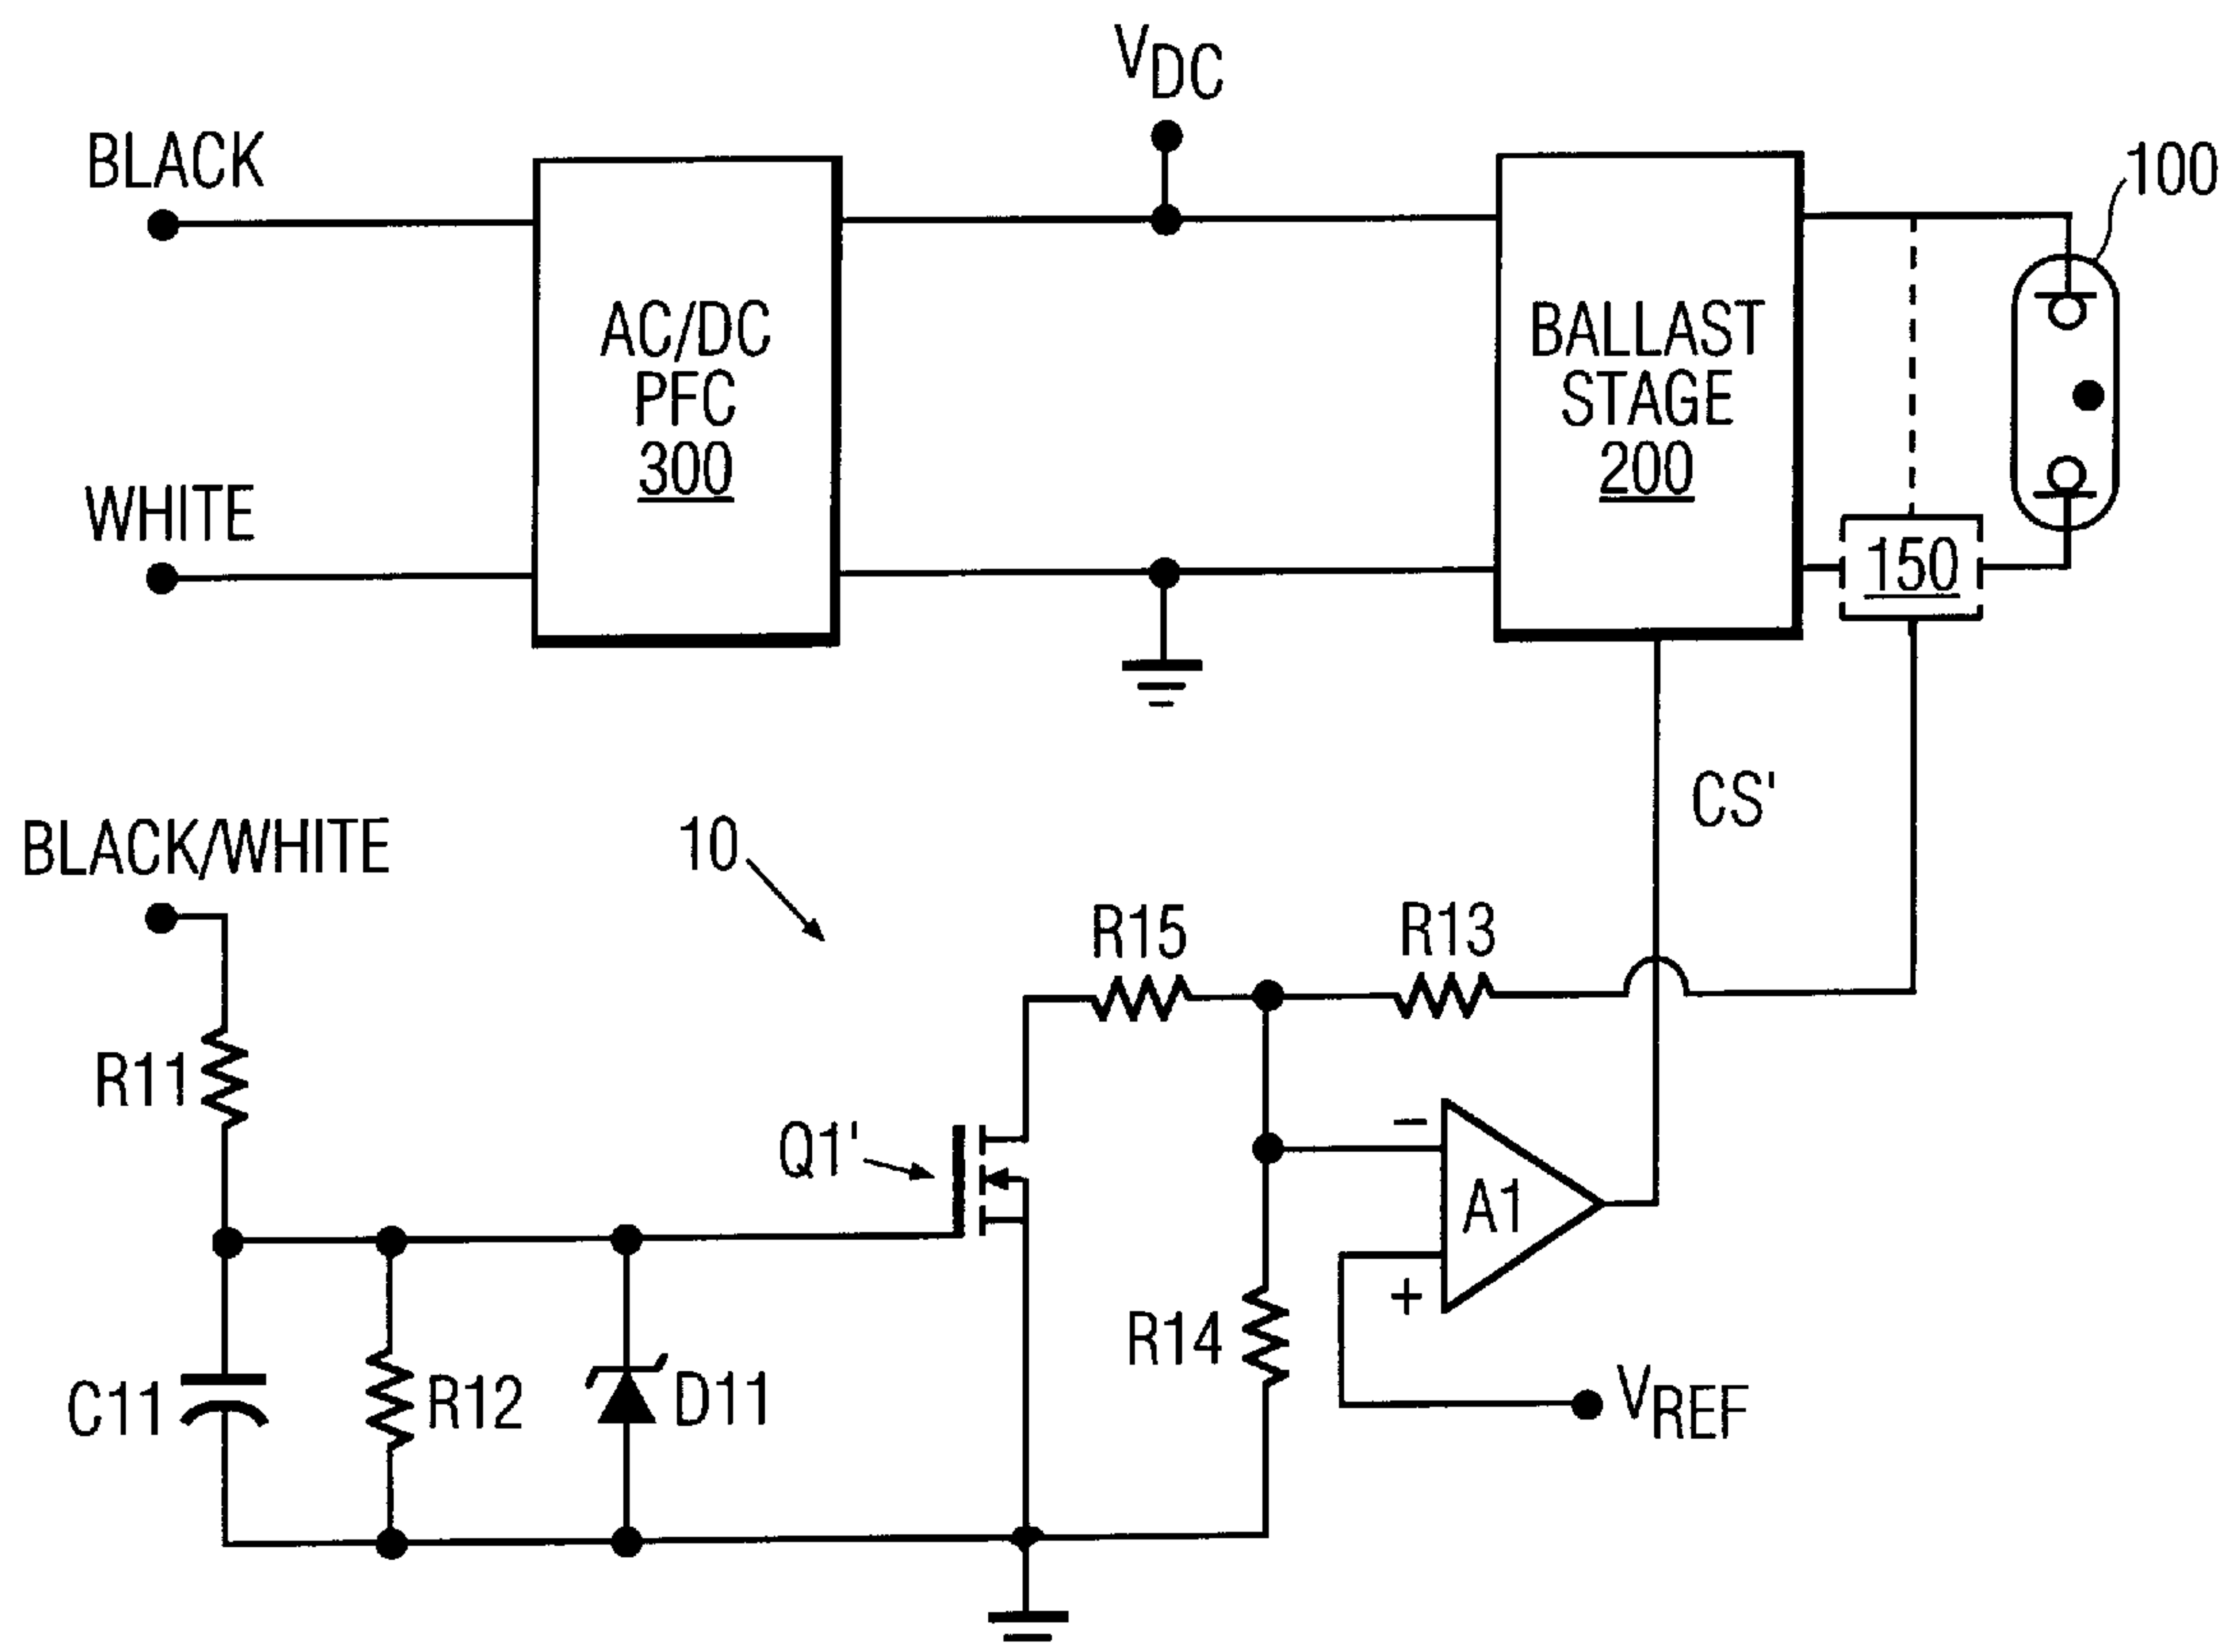 VDC
BLACK
100
AC/DC
PFC
300
BALLAST
STAGE
200
WHITE
150
CS'
BLACK/WHITE
10
R15
R13
R11
Q1'
−
A1
+
R14
C11
R12
D11
VREF